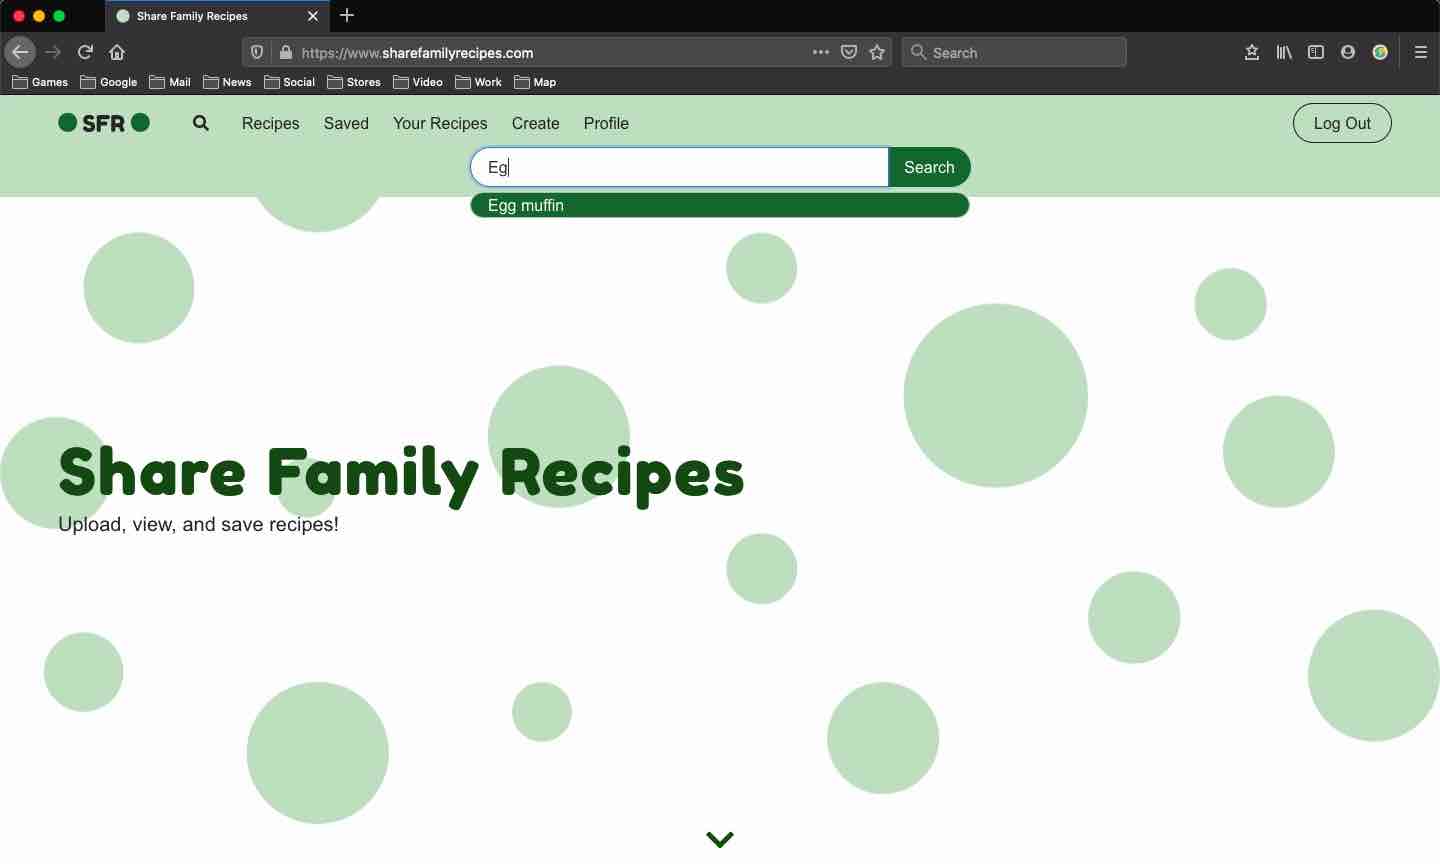 Share Family Recipes
https://www.sharefamilyrecipes.com
Search
Games Google Mail News Social Stores Video Work Map
SFR Recipes Saved Your Recipes Create Profile Log Out
Eg Search
Egg muffin
Share Family Recipes
Upload, view, and save recipes!